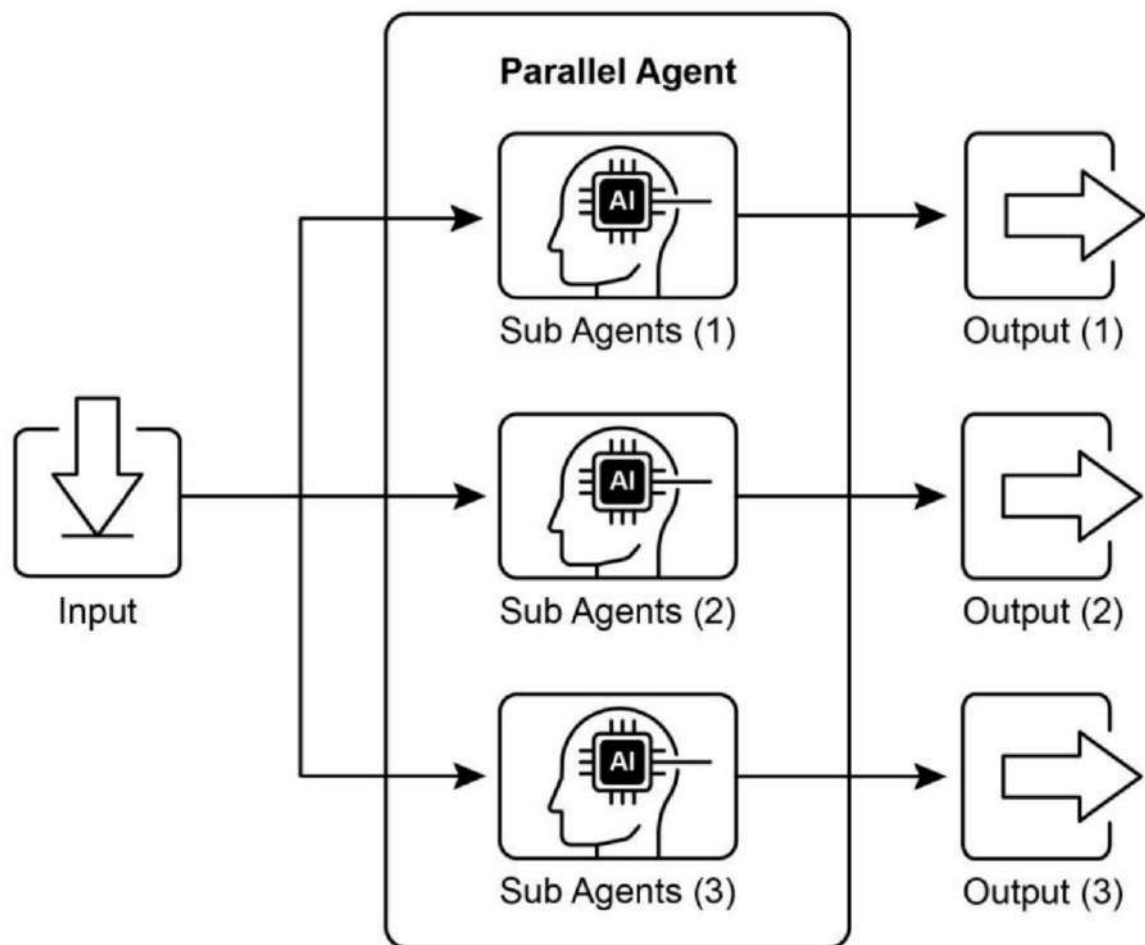 Parallel Agent
AI
Sub Agents (1)
Output (1)
AI
Input
Sub Agents (2)
Output (2)
AI
Sub Agents (3)
Output (3)